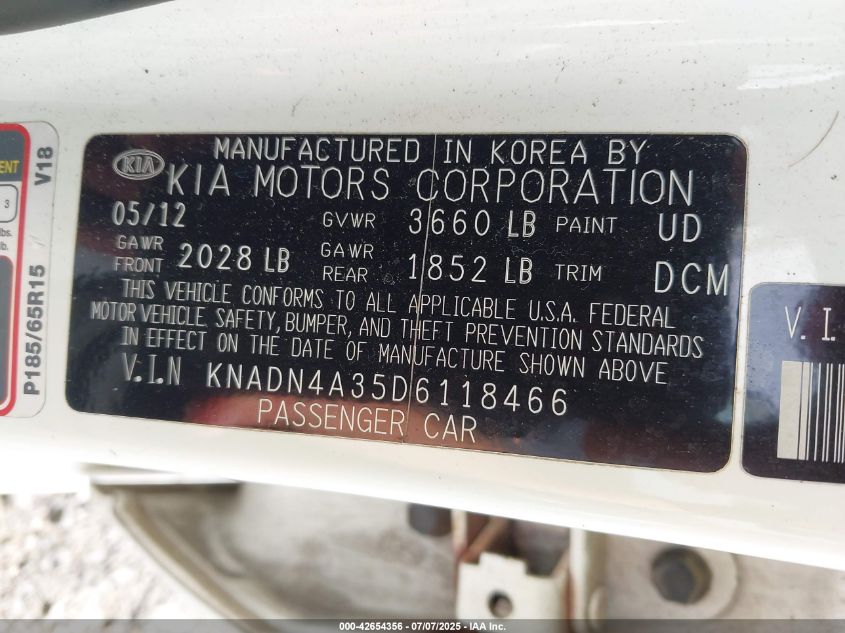 ENT
3
bs.
b.
V18
P185/65R15
KIA
MANUFACTURED IN KOREA BY
KIA MOTORS CORPORATION
05/12 GVWR 3660 LB PAINT UD
GAWR FRONT 2028 LB GAWR REAR 1852 LB TRIM DCM
THIS VEHICLE CONFORMS TO ALL APPLICABLE U.S.A. FEDERAL
MOTOR VEHICLE SAFETY, BUMPER, AND THEFT PREVENTION STANDARDS
IN EFFECT ON THE DATE OF MANUFACTURE SHOWN ABOVE
V.I.N KNADN4A35D6118466
PASSENGER CAR
V. I.
000-42654356 - 07/07/2025 - IAA Inc.